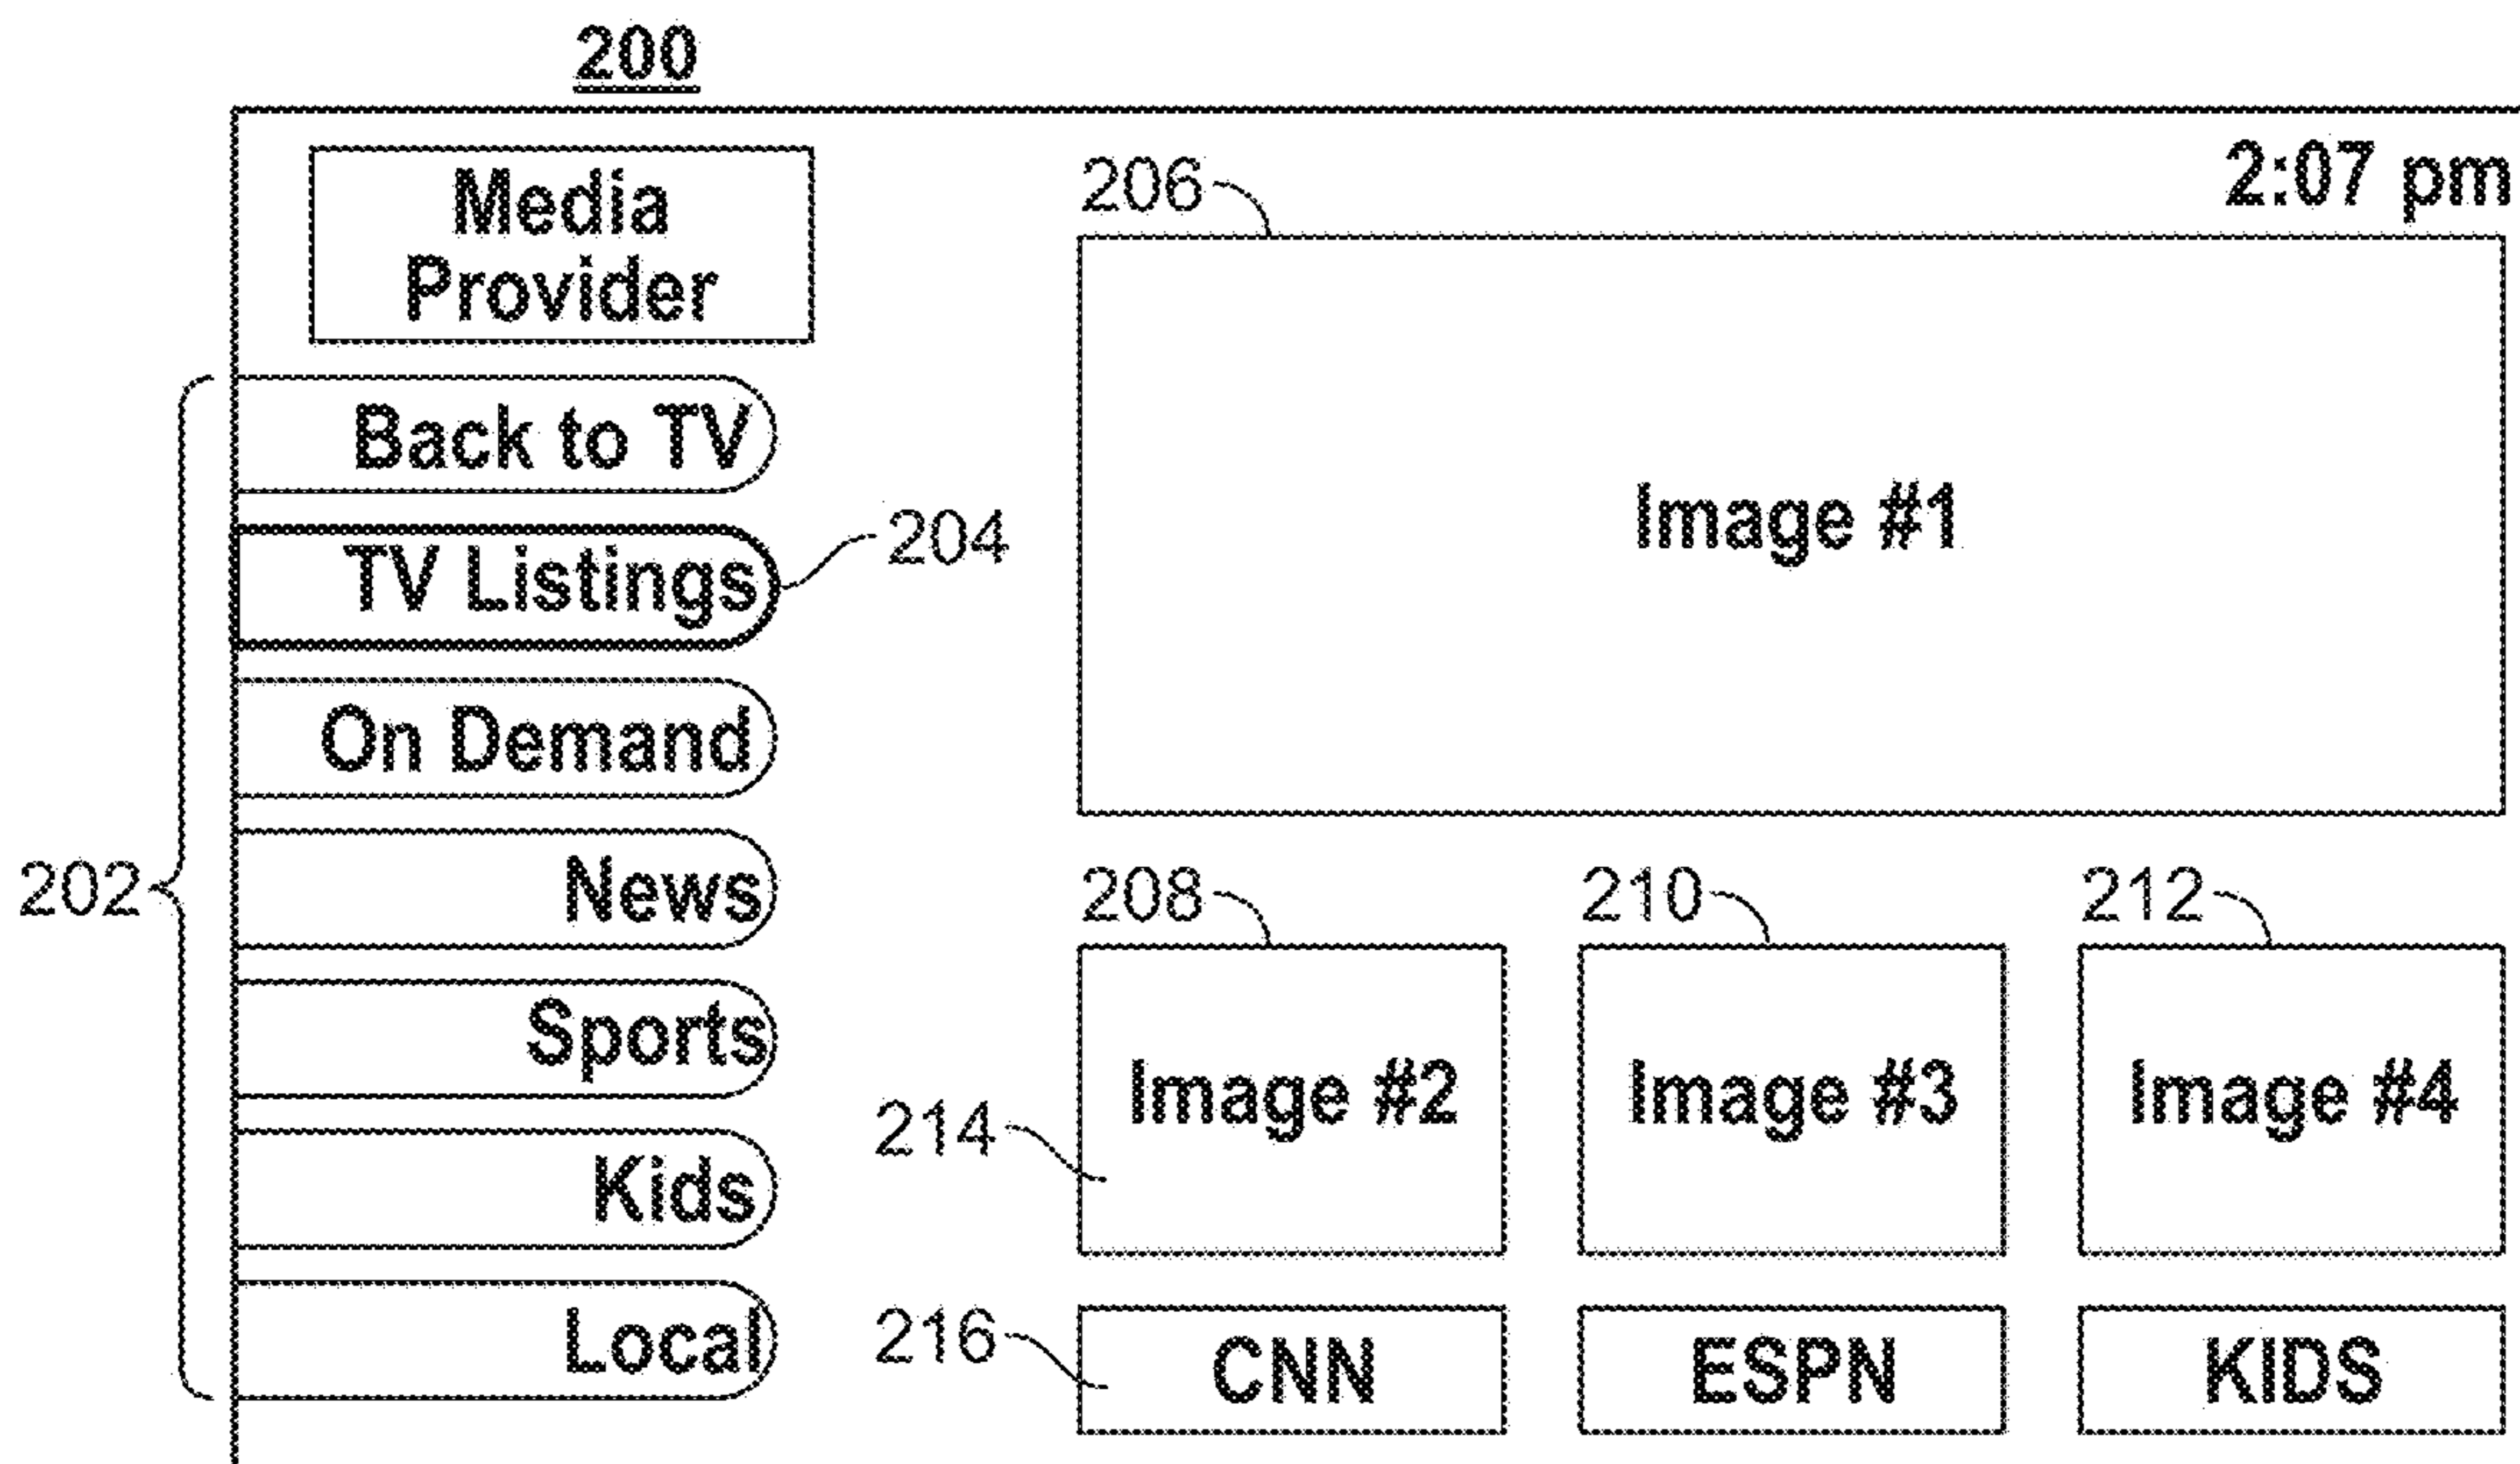 200
2:07 pm
Media
Provider
206
Back to TV
Image #1
TV Listings
204
On Demand
News
202
208
210
212
Sports
Image #2
Image #3
Image #4
214
Kids
Local
216
CNN
ESPN
KIDS